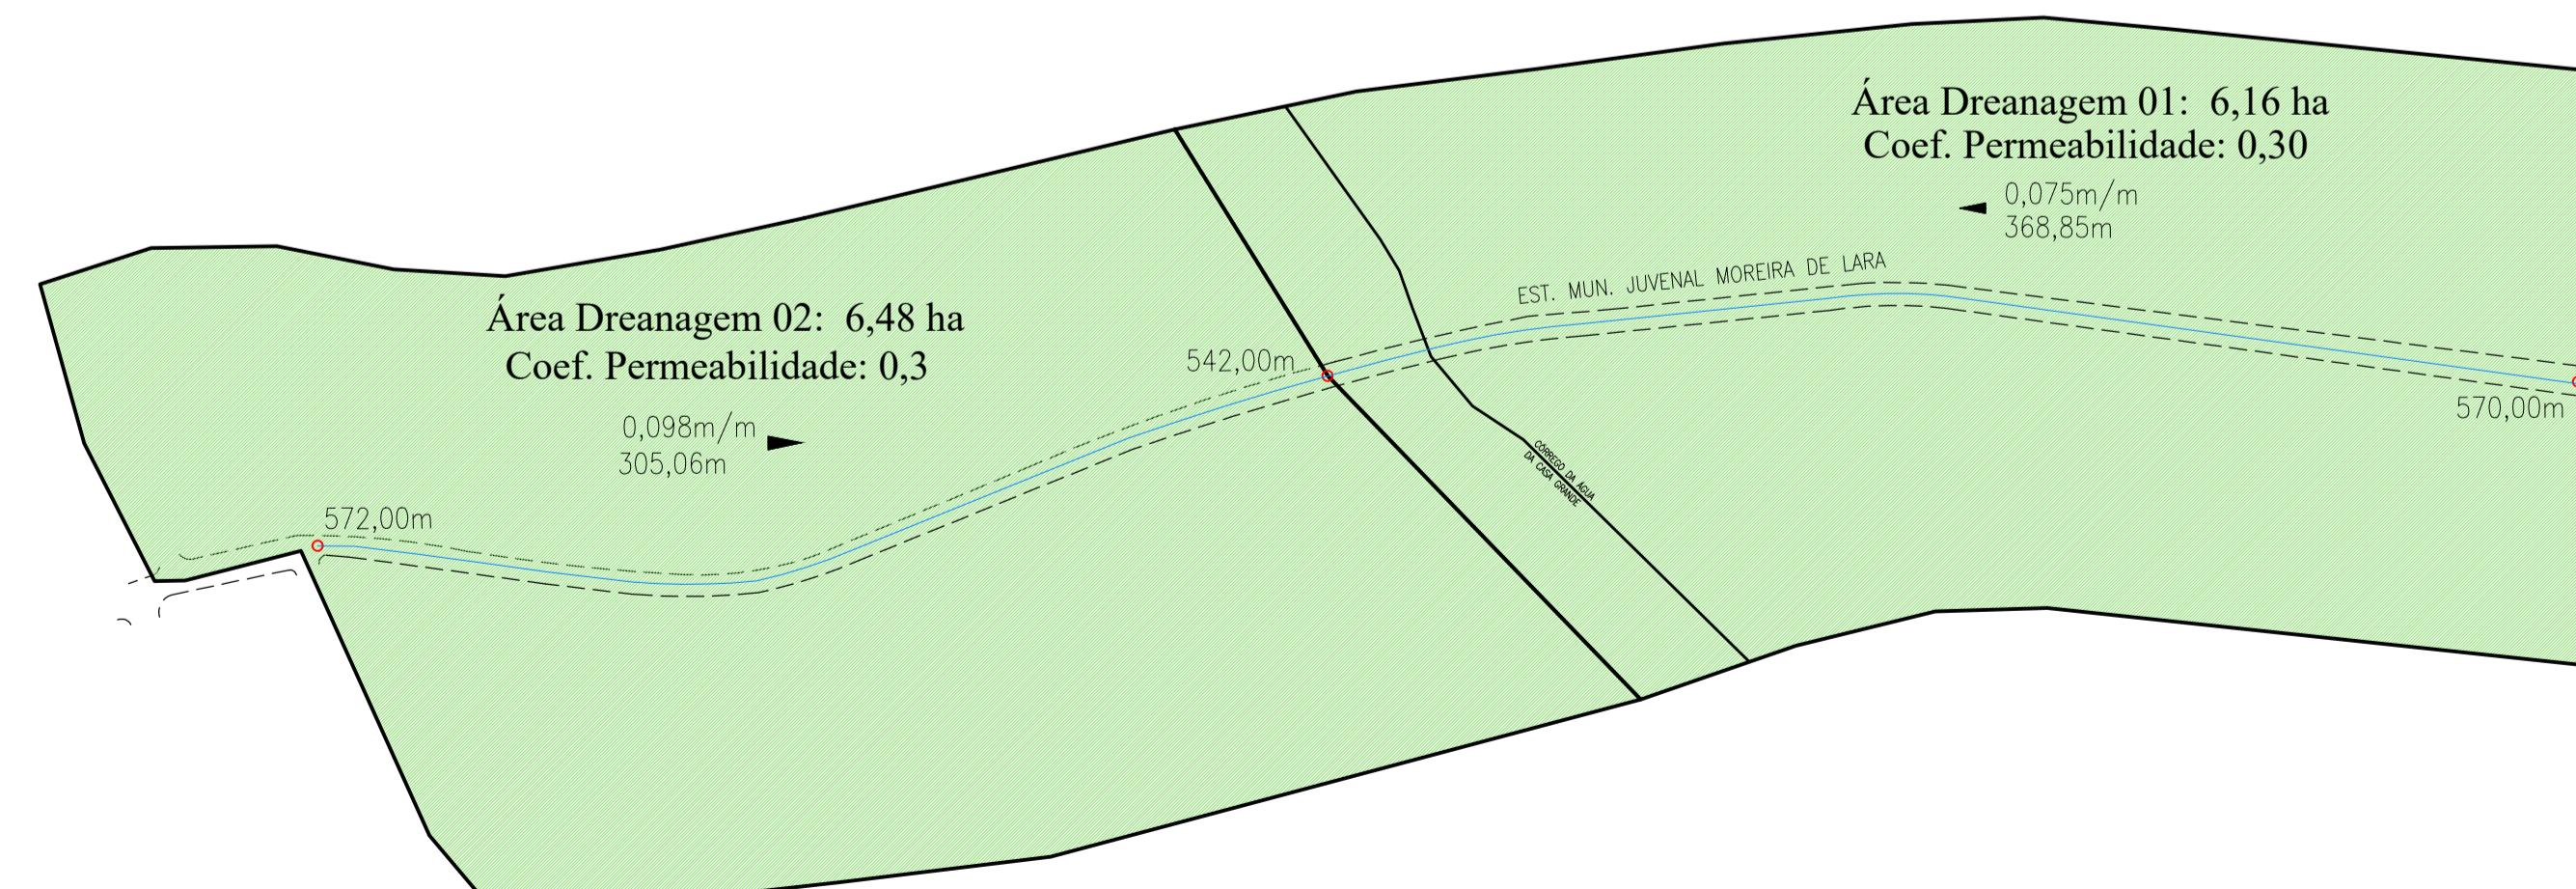 Área Dreanagem 01:  6,16 ha
Coef. Permeabilidade: 0,30
0,075m/m
368,85m
EST. MUN. JUVENAL MOREIRA DE LARA
570,00m
Área Dreanagem 02:  6,48 ha
Coef. Permeabilidade: 0,3
542,00m
0,098m/m
305,06m
572,00m
CÓRREGO DA ÁGUA
DA CASA GRANDE